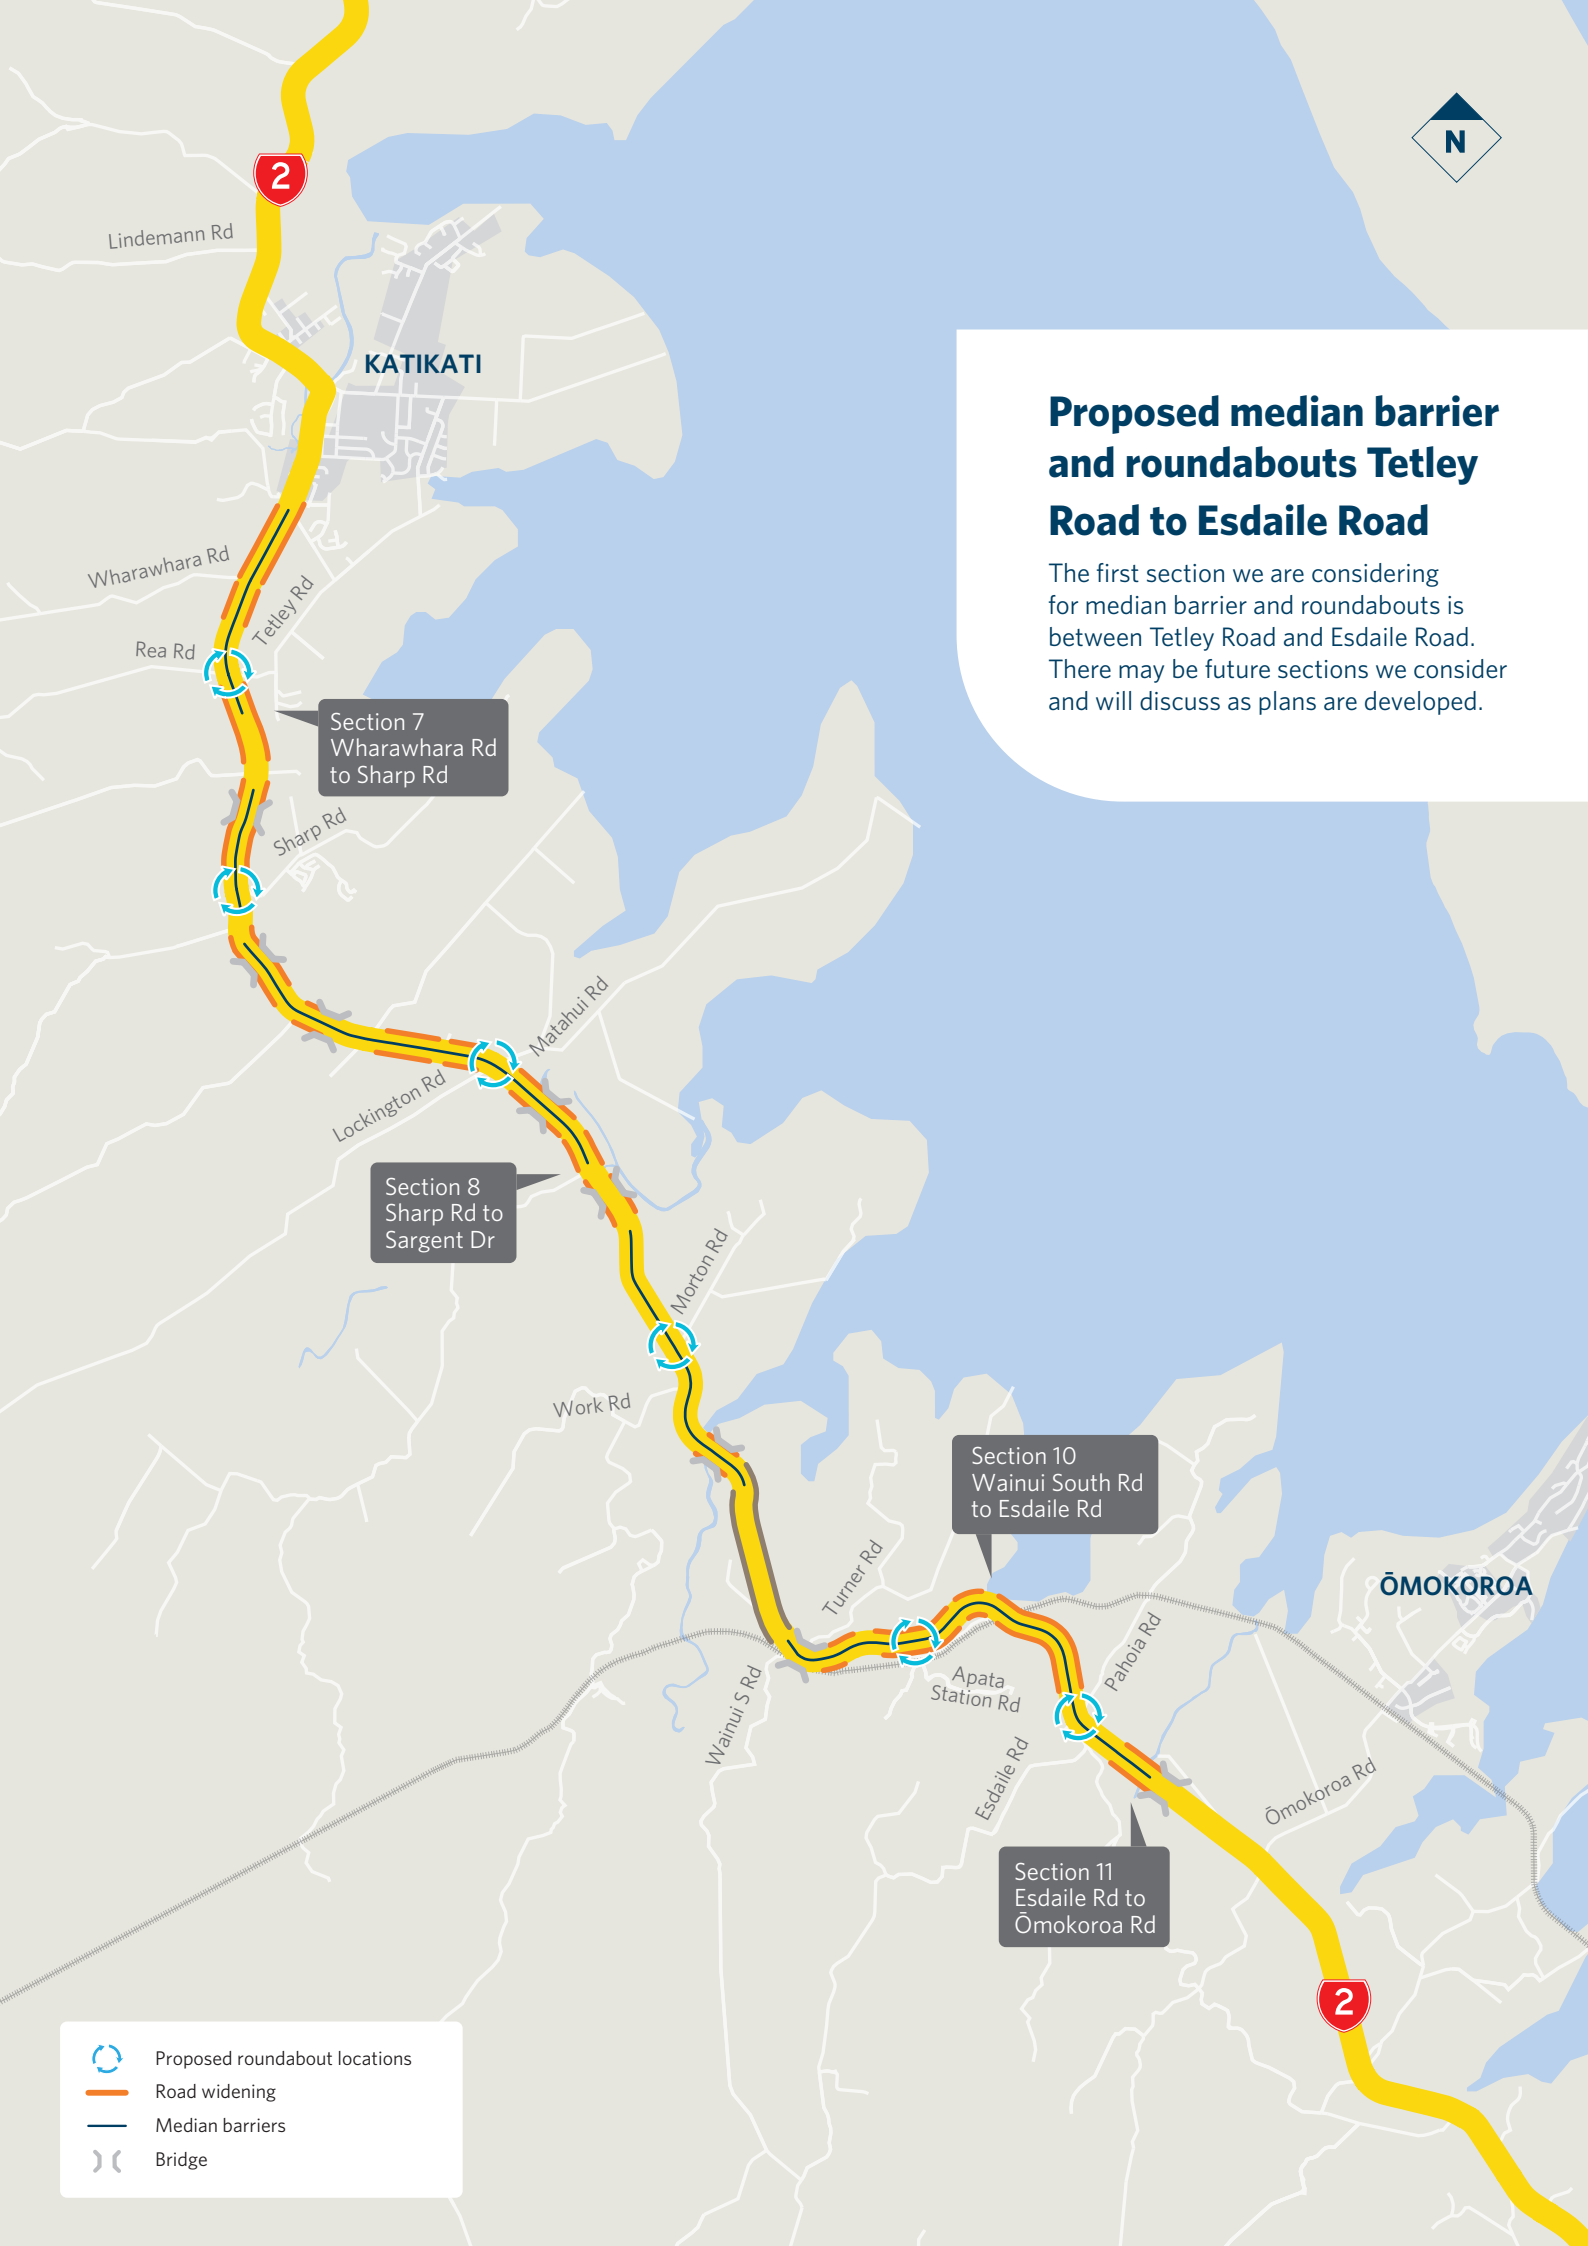 2
N
Lindemann Rd
KATIKATI
Proposed median barrier
and roundabouts Tetley
Road to Esdaile Road
The first section we are considering
for median barrier and roundabouts is
between Tetley Road and Esdaile Road.
There may be future sections we consider
and will discuss as plans are developed.
Wharawhara Rd
Tetley Rd
Rea Rd
Section 7
Wharawhara Rd
to Sharp Rd
Sharp Rd
Matahui Rd
Lockington Rd
Section 8
Sharp Rd to
Sargent Dr
Morton Rd
Work Rd
Section 10
Wainui South Rd
to Esdaile Rd
Turner Rd
ŌMOKOROA
Pahoia Rd
Apata
Station Rd
Wainui S Rd
Esdaile Rd
Ōmokoroa Rd
Section 11
Esdaile Rd to
Ōmokoroa Rd
2
Proposed roundabout locations
Road widening
Median barriers
Bridge